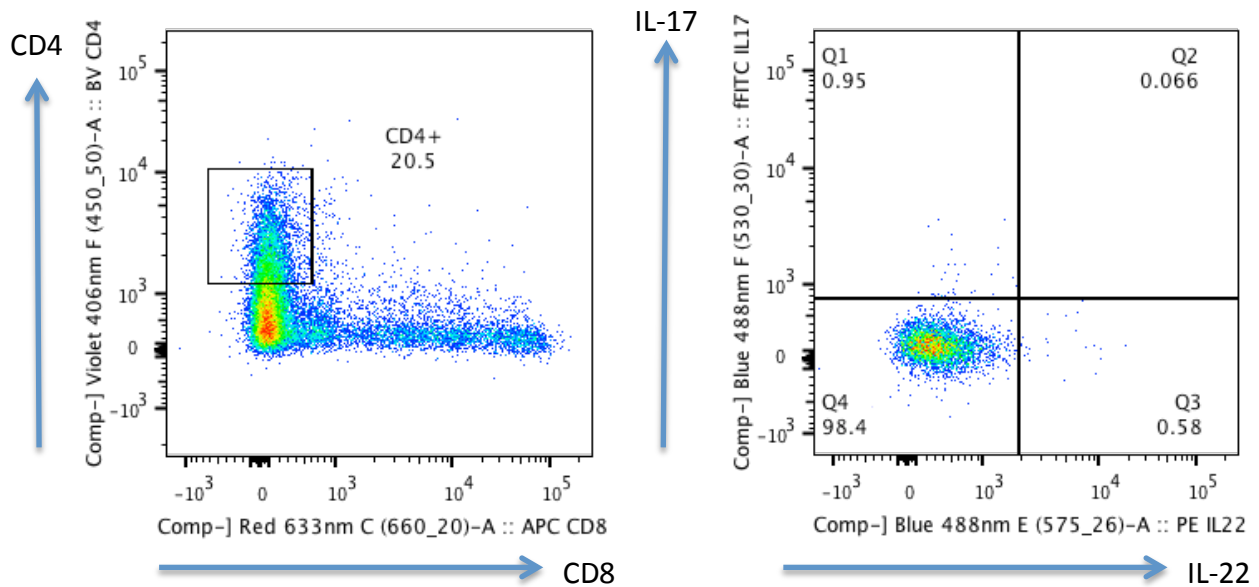 CD4
Comp-] Violet 406nm F (450_50)-A :: BV CD4
10^5
10^4
10^3
0
-10^3
CD4+
20.5
-10^3
0
10^3
10^4
10^5
Comp-] Red 633nm C (660_20)-A :: APC CD8
CD8
IL-17
Comp-] Blue 488nm F (530_30)-A :: fFITC IL17
10^5
10^4
10^3
0
-10^3
Q1
0.95
Q2
0.066
Q4
98.4
Q3
0.58
-10^3
0
10^3
10^4
10^5
Comp-] Blue 488nm E (575_26)-A :: PE IL22
IL-22